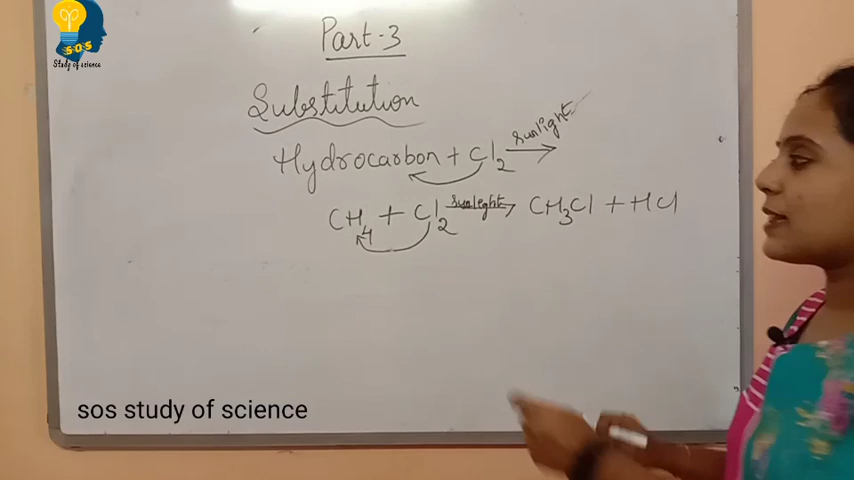 SOS
Study of science
Part-3
Substitution
Hydrocarbon + Cl2 sunlight →
CH4 + Cl2 sunlight → CH3Cl + HCl
sos study of science